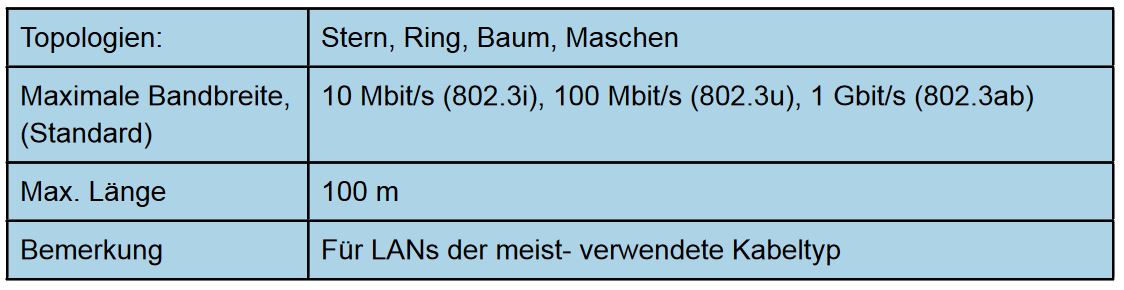 Topologien: Stern, Ring, Baum, Maschen
Maximale Bandbreite, 10 Mbit/s (802.3i), 100 Mbit/s (802.3u), 1 Gbit/s (802.3ab)
(Standard)
Max. Länge 100 m
Bemerkung Für LANs der meist- verwendete Kabeltyp